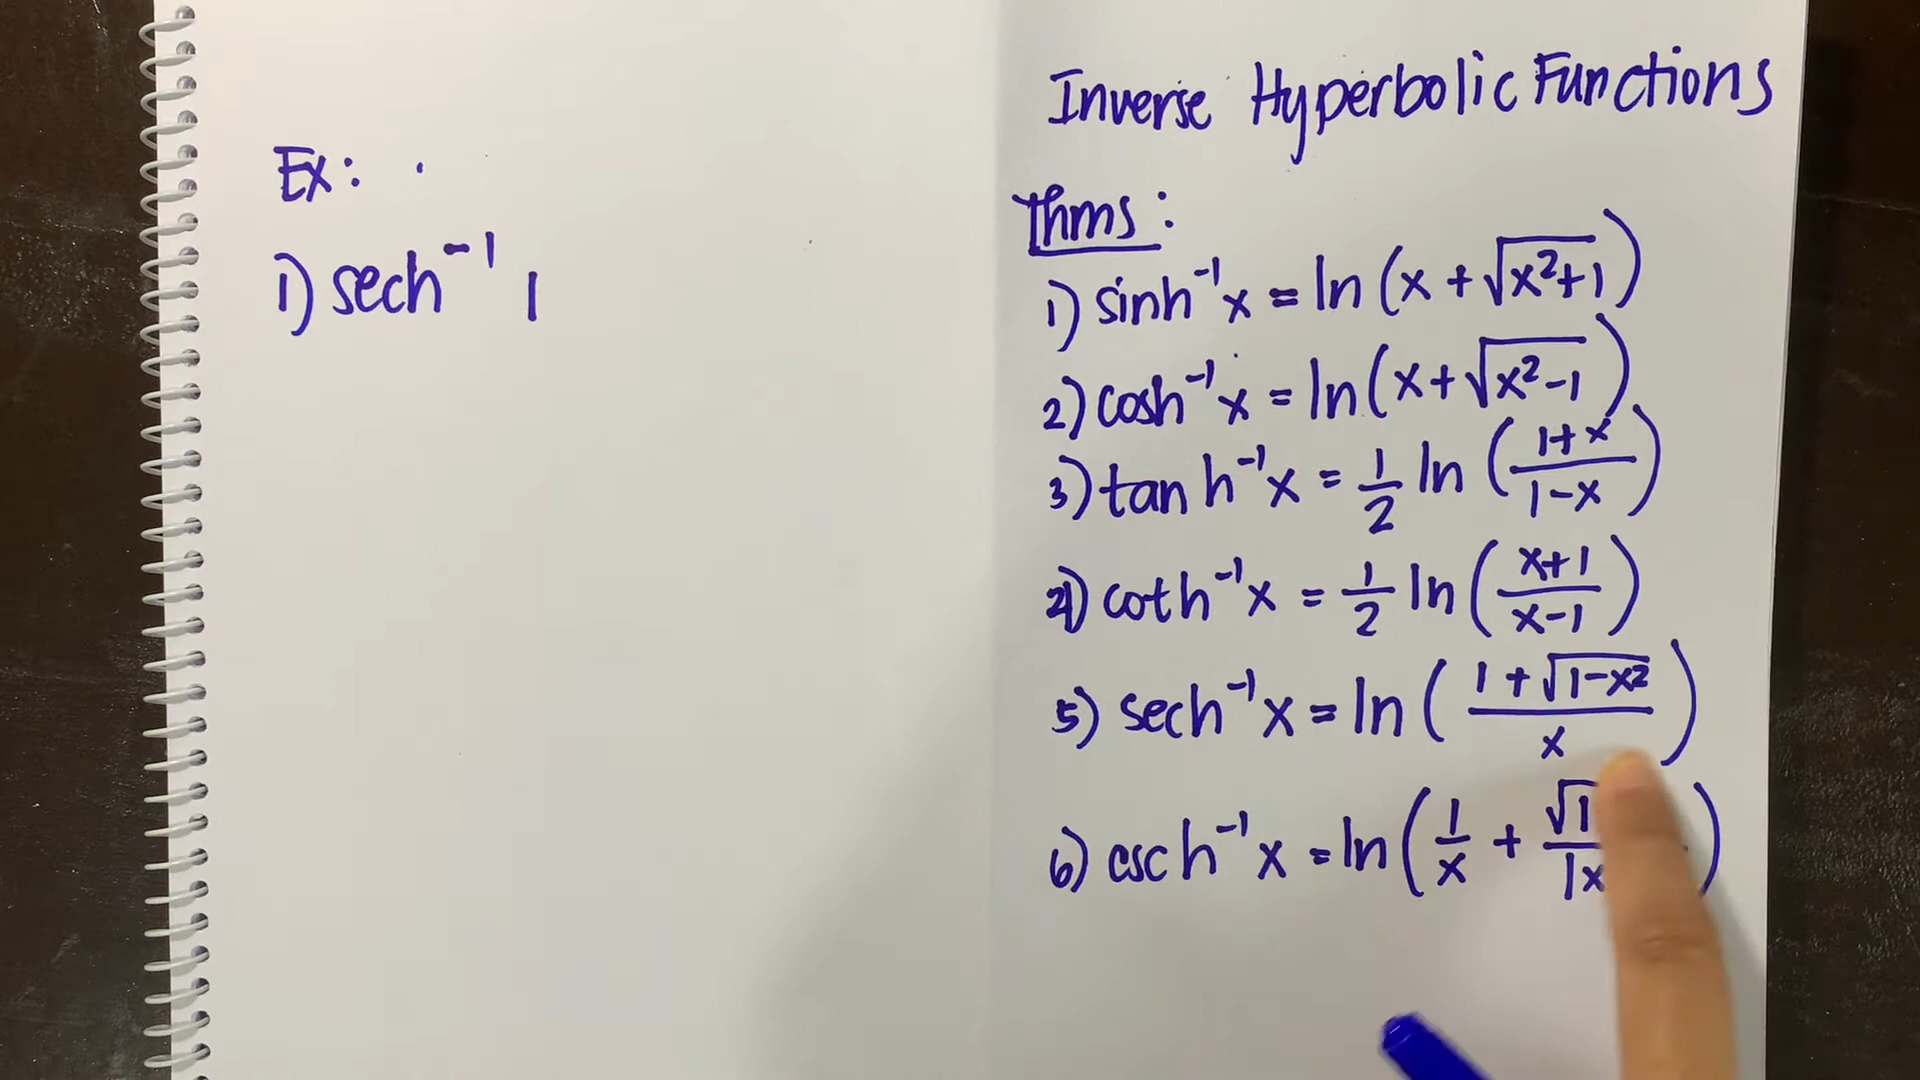 Ex:
1) sech⁻¹ 1
Inverse Hyperbolic Functions
Thms:
1) sinh⁻¹x = ln (x + √(x²+1))
2) cosh⁻¹x = ln (x + √(x²-1))
3) tanh⁻¹x = 1/2 ln ((1+x)/(1-x))
4) coth⁻¹x = 1/2 ln ((x+1)/(x-1))
5) sech⁻¹x = ln ((1+√(1-x²))/x)
6) csch⁻¹x = ln (1/x + √1 / |x )